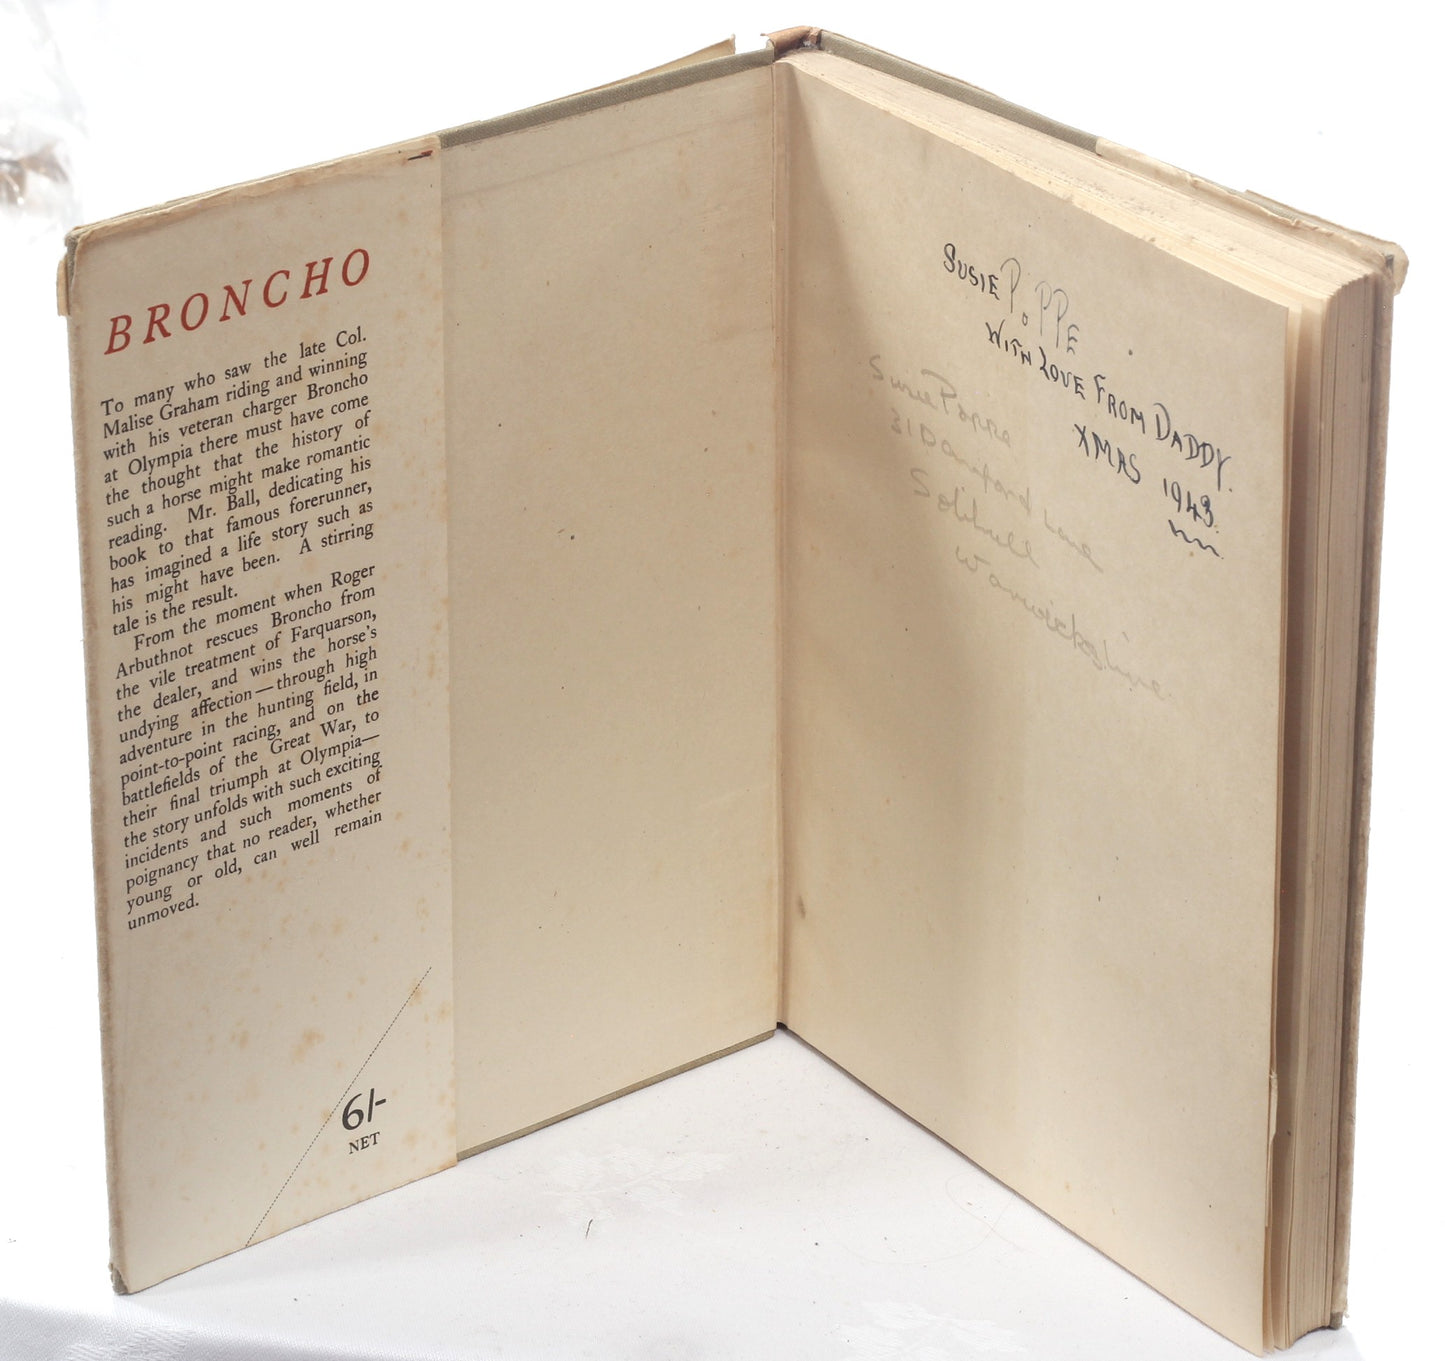 BRONCHO
To many who saw the late Col.
Malise Graham riding and winning
with his veteran charger Broncho
at Olympia there must have come
the thought that the history of
such a horse might make romantic
reading. Mr. Ball, dedicating his
book to that famous forerunner,
has imagined a life story such as
his might have been. A stirring
tale is the result.
From the moment when Roger
Arbuthnot rescues Broncho from
the vile treatment of Farquarson,
the dealer, and wins the horse's
undying affection—through high
adventure in the hunting field, in
point-to-point racing, and on the
battlefields of the Great War, to
their final triumph at Olympia—
the story unfolds with such exciting
incidents and such moments of
poignancy that no reader, whether
young or old, can well remain
unmoved.
6/-
NET
SUSIE POPPE
WITH LOVE FROM DADDY.
XMAS 1943.
Susie Poppe
31 Lane
Solihull
Warwickshire